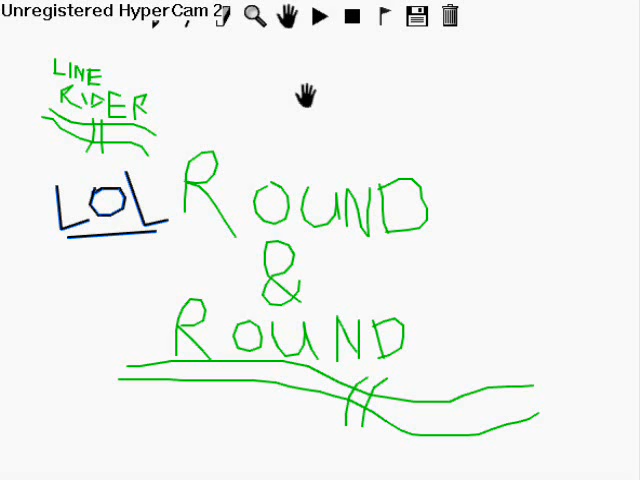 Unregistered HyperCam 2
LINE
RIDER
LOL
ROUND
&
ROUND